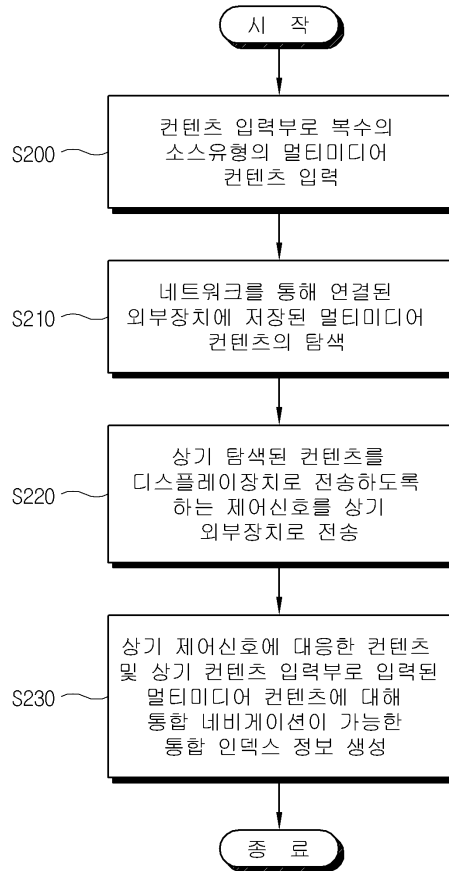 시 작
S200
컨텐츠 입력부로 복수의
소스유형의 멀티미디어
컨텐츠 입력
S210
네트워크를 통해 연결된
외부장치에 저장된 멀티미디어
컨텐츠의 탐색
S220
상기 탐색된 컨텐츠를
디스플레이장치로 전송하도록
하는 제어신호를 상기
외부장치로 전송
S230
상기 제어신호에 대응한 컨텐츠
및 상기 컨텐츠 입력부로 입력된
멀티미디어 컨텐츠에 대해
통합 네비게이션이 가능한
통합 인덱스 정보 생성
종 료